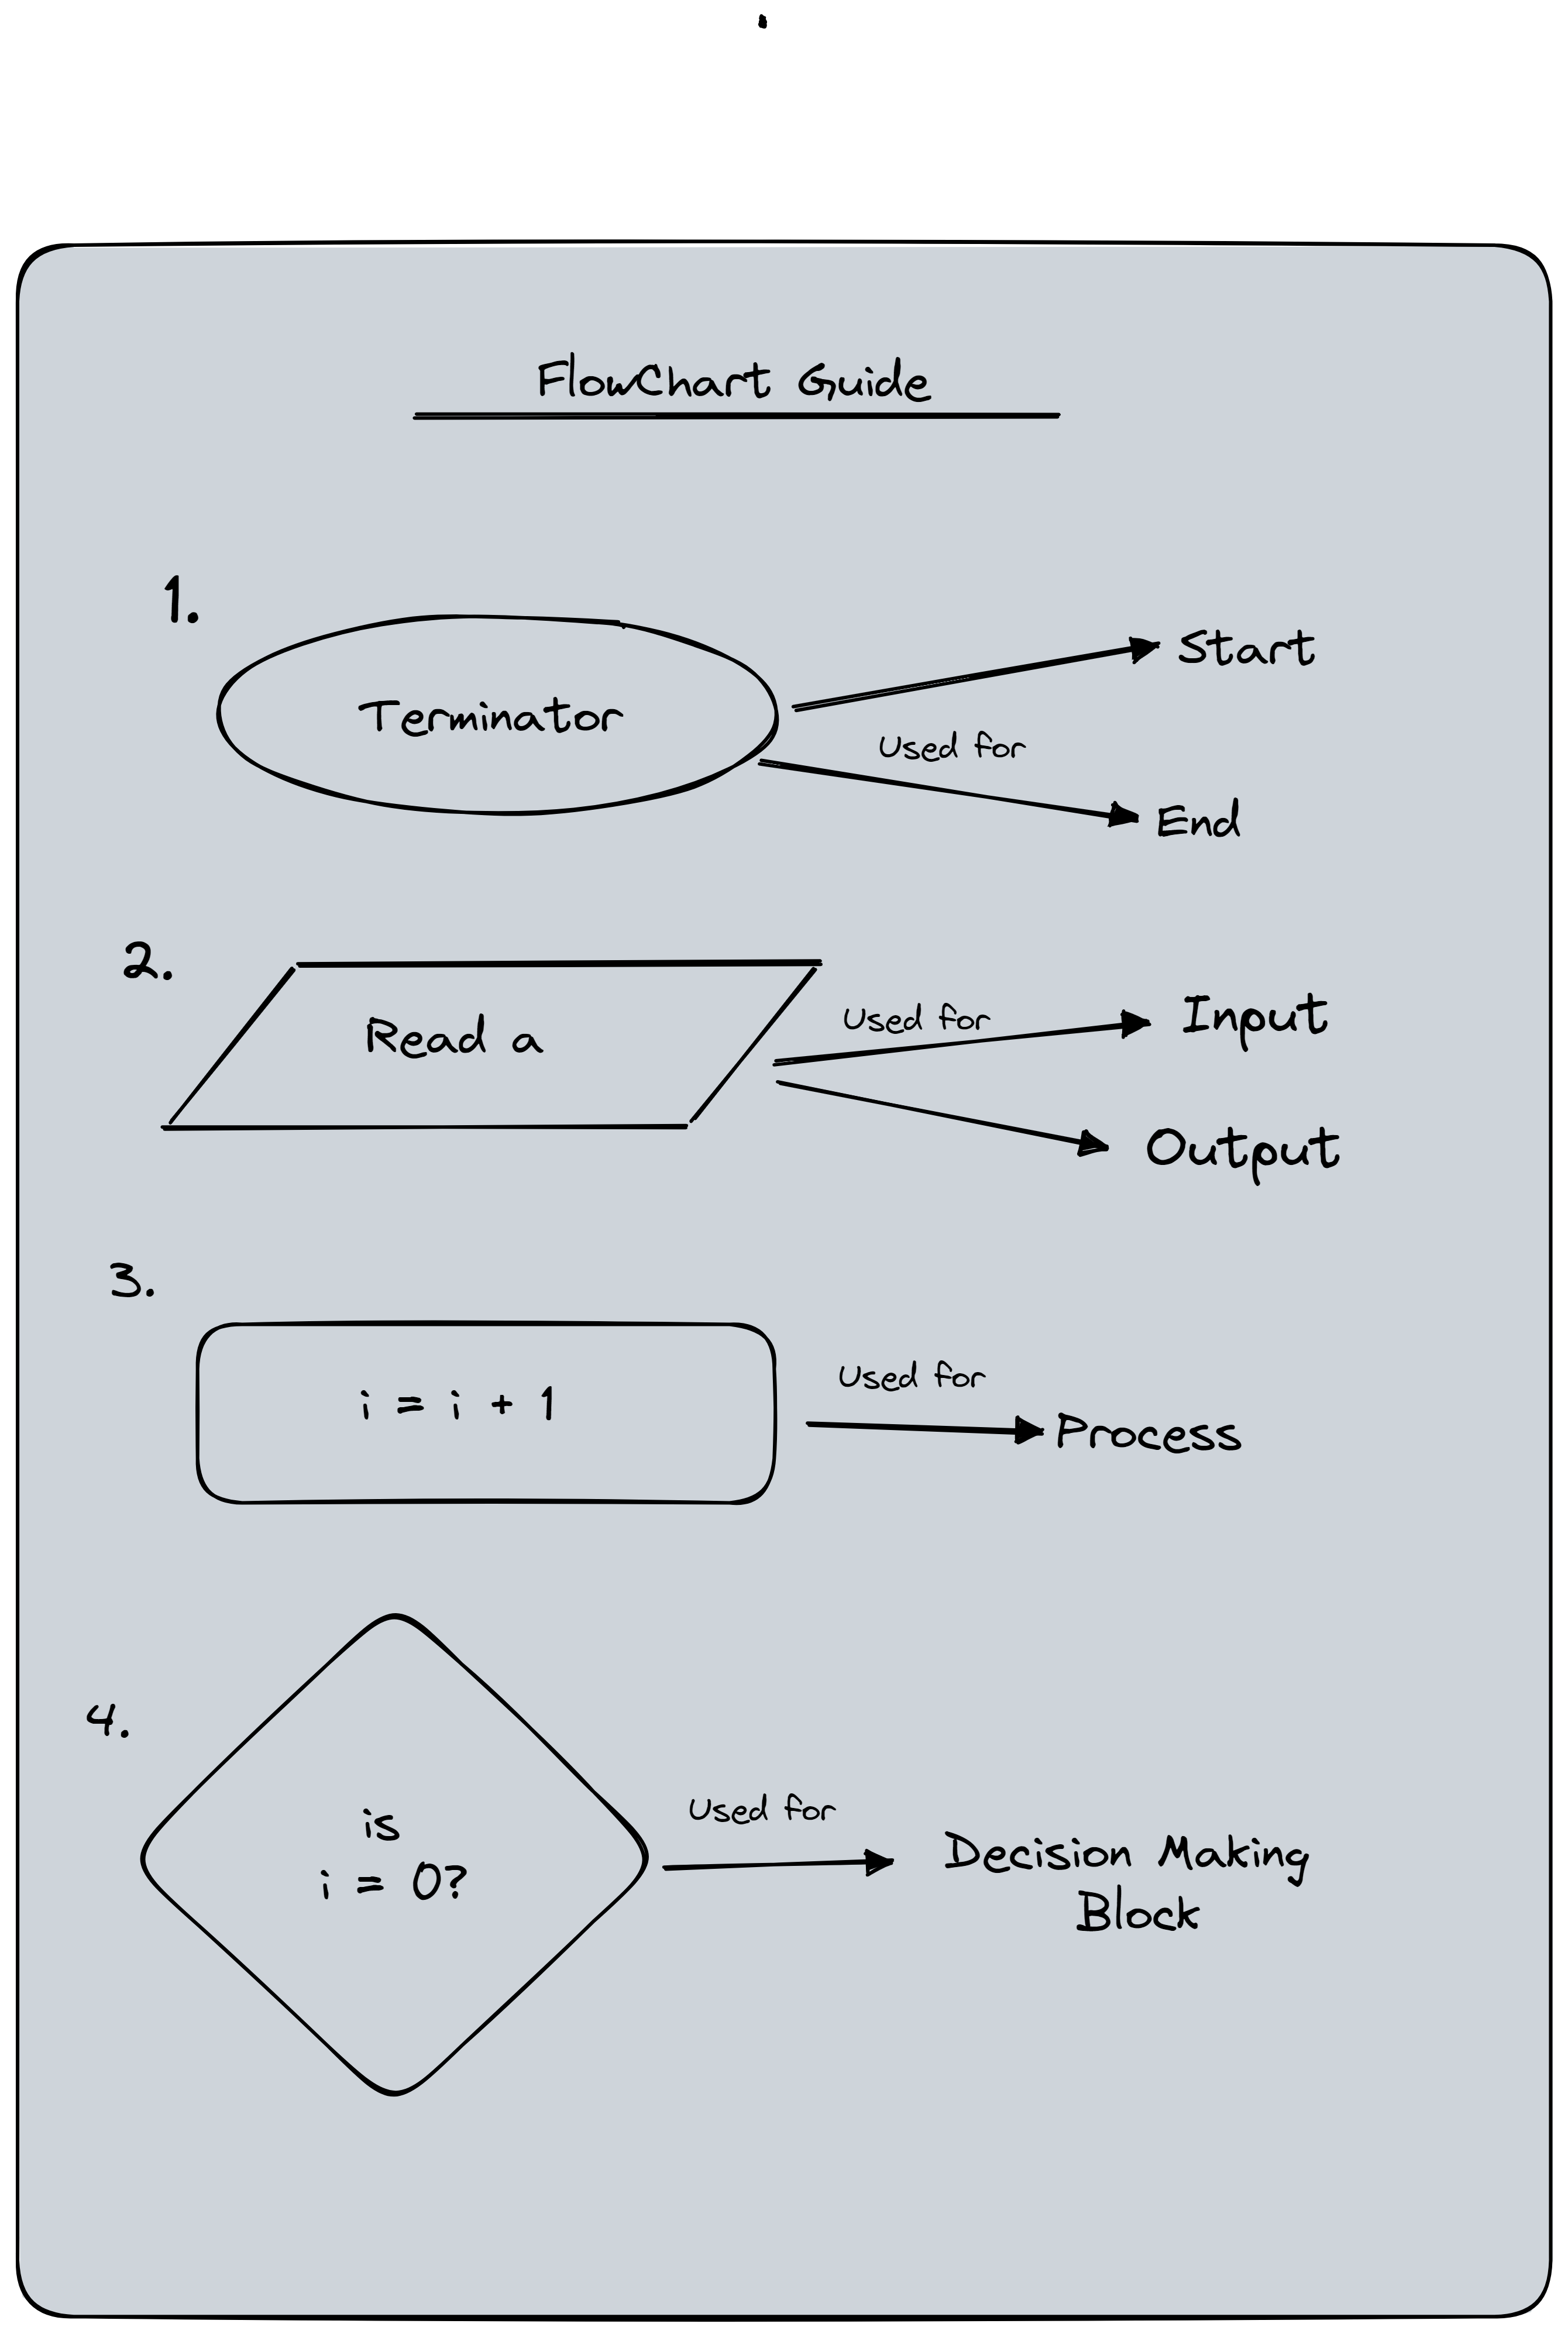 FlowChart Guide
1.
Terminator
Start
Used for
End
2.
Read a
Used for
Input
Output
3.
i = i + 1
Used for
Process
4.
is
i = 0?
Used for
Decision Making
Block